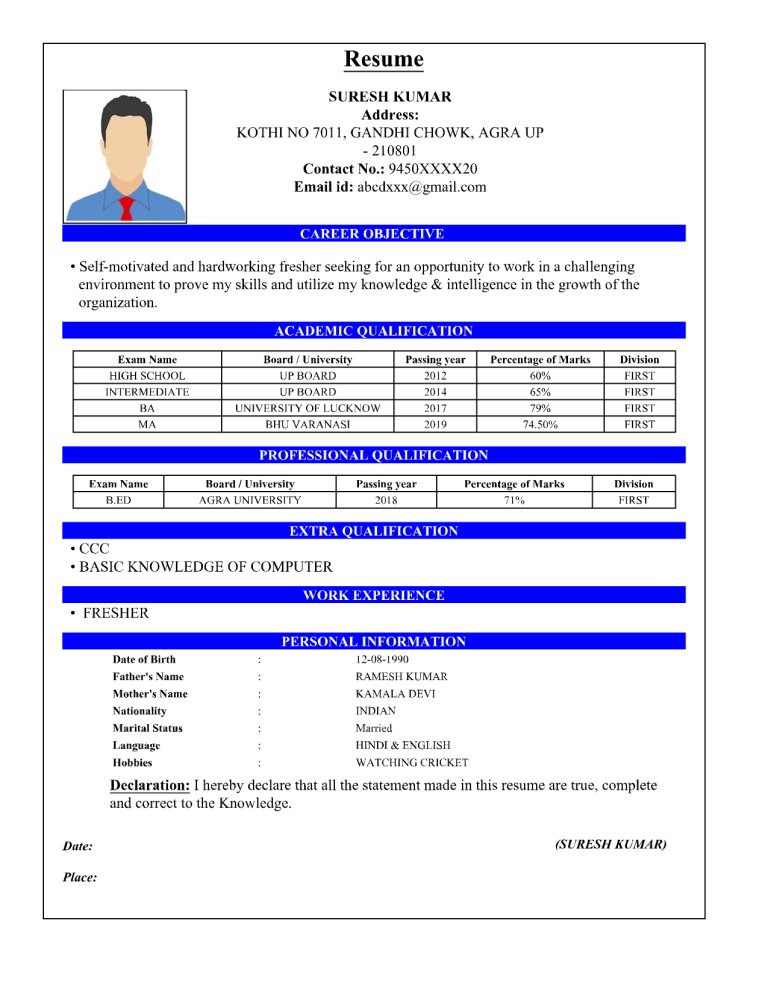 Resume
SURESH KUMAR
Address:
KOTHI NO 7011, GANDHI CHOWK, AGRA UP
- 210801
Contact No.: 9450XXXX20
Email id: abcdxxx@gmail.com
CAREER OBJECTIVE
• Self-motivated and hardworking fresher seeking for an opportunity to work in a challenging
environment to prove my skills and utilize my knowledge & intelligence in the growth of the
organization.
ACADEMIC QUALIFICATION
Exam Name Board / University Passing year Percentage of Marks Division
HIGH SCHOOL UP BOARD 2012 60% FIRST
INTERMEDIATE UP BOARD 2014 65% FIRST
BA UNIVERSITY OF LUCKNOW 2017 79% FIRST
MA BHU VARANASI 2019 74.50% FIRST
PROFESSIONAL QUALIFICATION
Exam Name Board / University Passing year Percentage of Marks Division
B.ED AGRA UNIVERSITY 2018 71% FIRST
EXTRA QUALIFICATION
• CCC
• BASIC KNOWLEDGE OF COMPUTER
WORK EXPERIENCE
• FRESHER
PERSONAL INFORMATION
Date of Birth : 12-08-1990
Father's Name : RAMESH KUMAR
Mother's Name : KAMALA DEVI
Nationality : INDIAN
Marital Status : Married
Language : HINDI & ENGLISH
Hobbies : WATCHING CRICKET
Declaration: I hereby declare that all the statement made in this resume are true, complete
and correct to the Knowledge.
Date: (SURESH KUMAR)
Place: